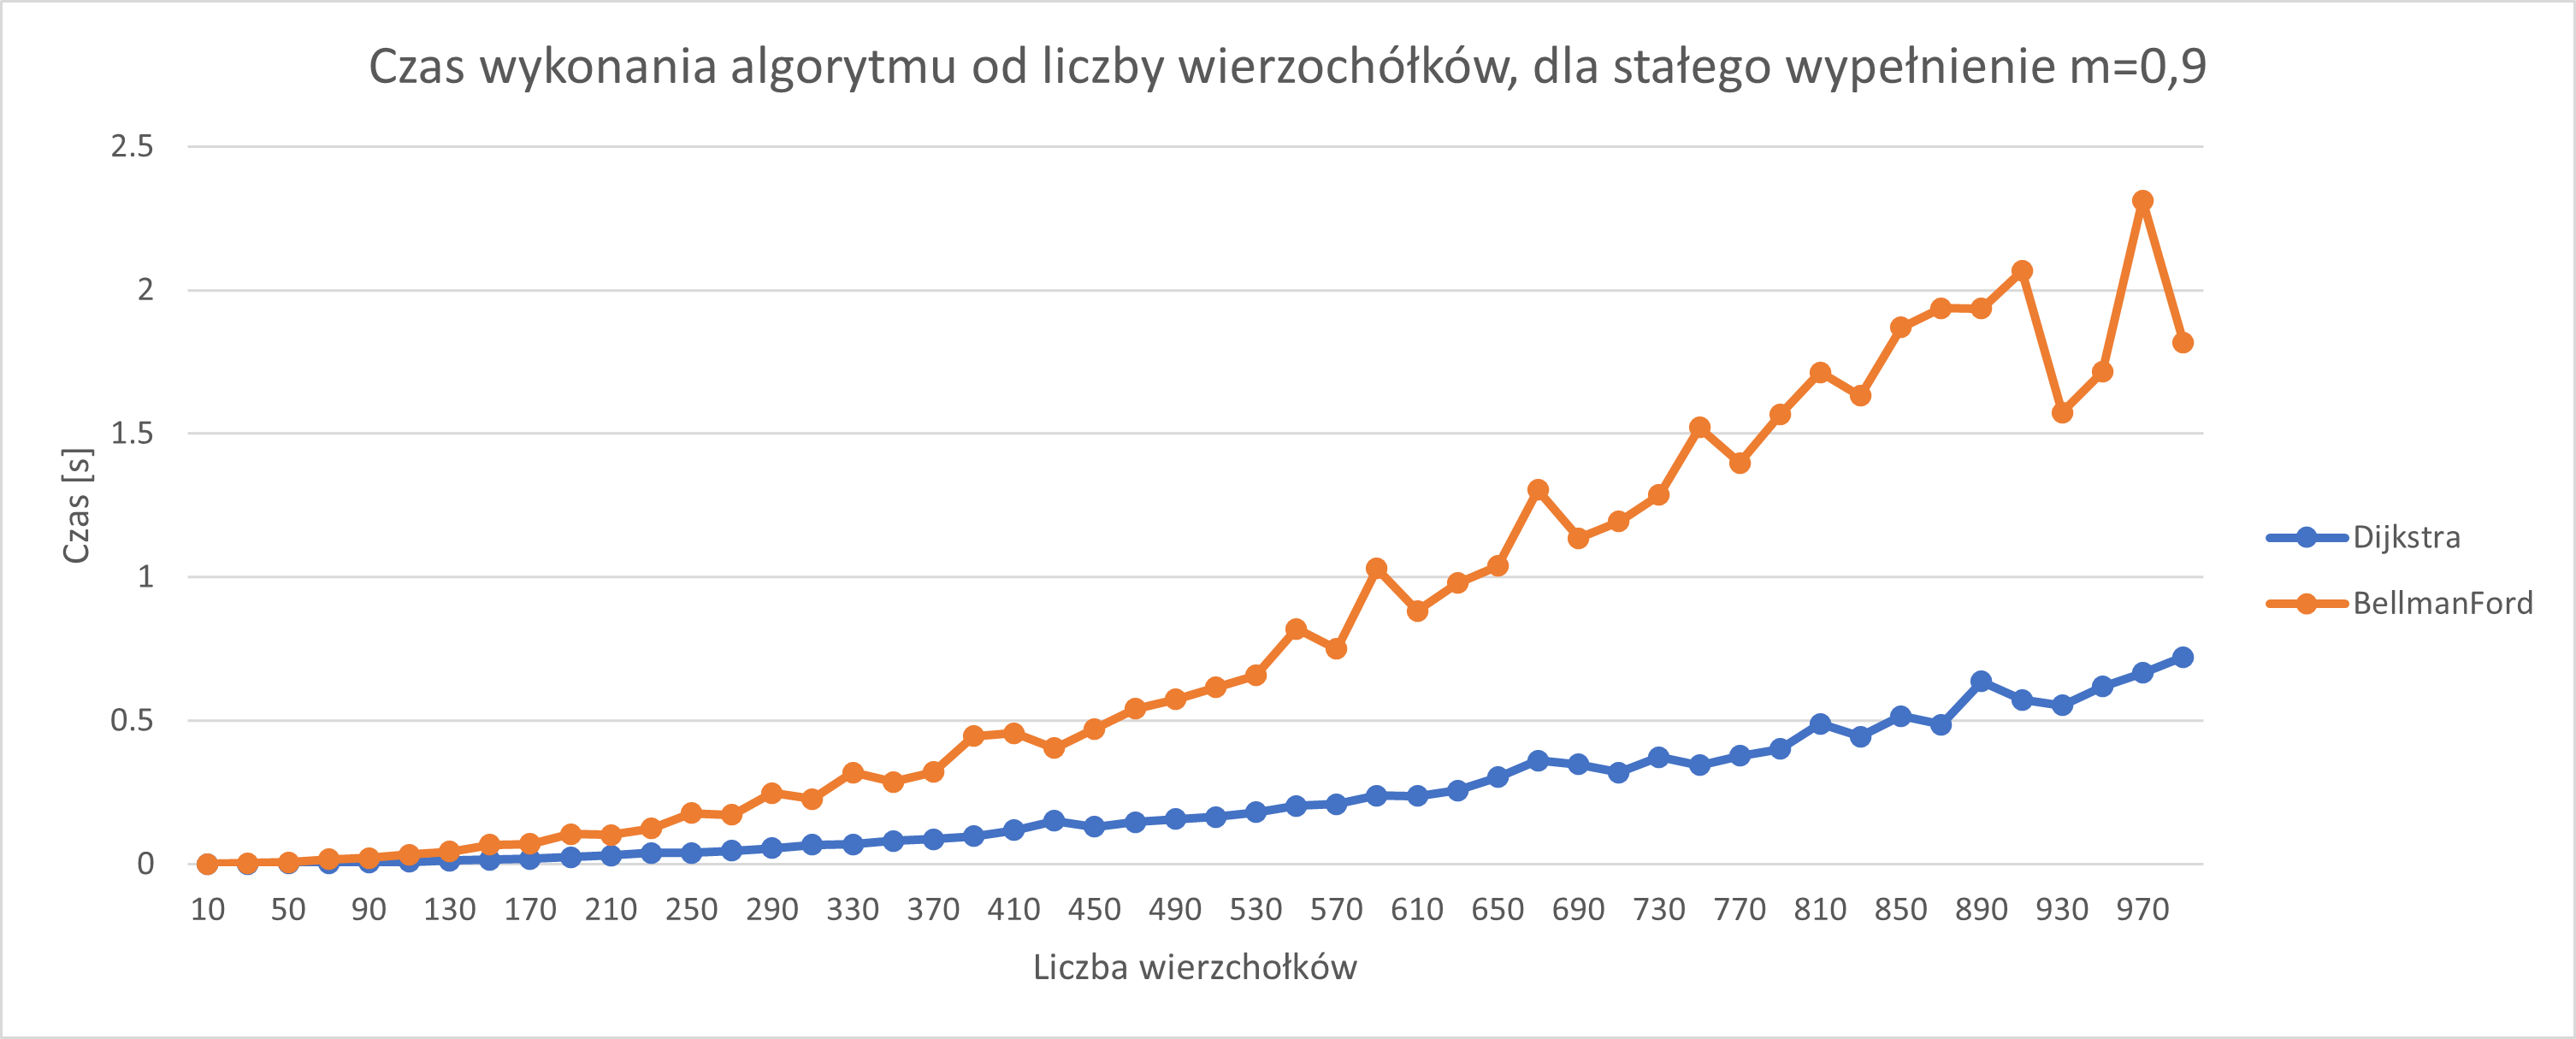 Czas wykonania algorytmu od liczby wierzochółków, dla stałego wypełnienie m=0,9
2.5
2
1.5
1
0.5
0
Czas [s]
10 50 90 130 170 210 250 290 330 370 410 450 490 530 570 610 650 690 730 770 810 850 890 930 970
Liczba wierzchołków
Dijkstra
BellmanFord